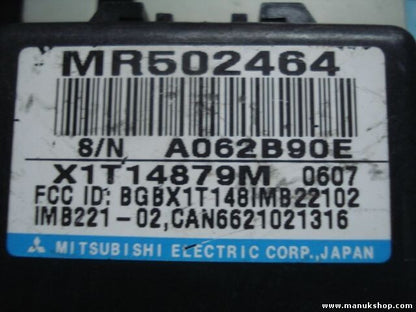 MR502464
S/N A062B90E
X1T14879M 0607
FCC ID: BGBX1T148IMB22102
IMB221-02,CAN6621021316
MITSUBISHI ELECTRIC CORP.,JAPAN
www.manukshop.com